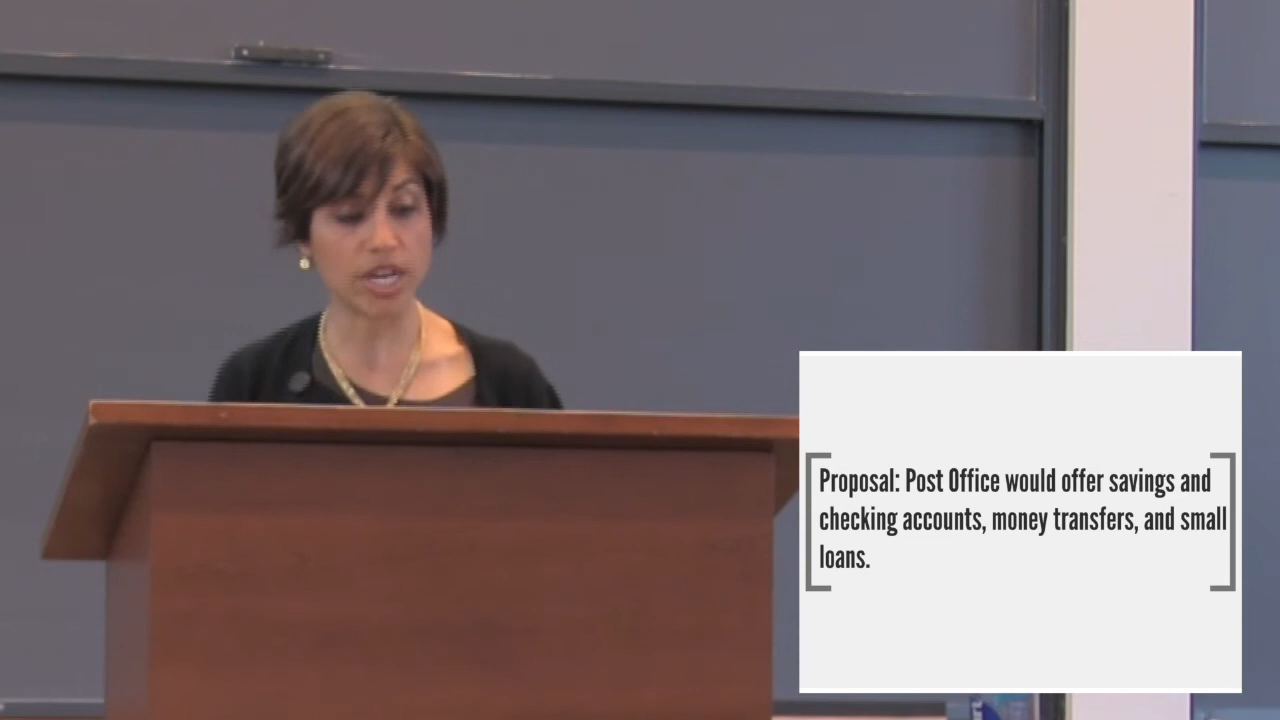 Proposal: Post Office would offer savings and
checking accounts, money transfers, and small
loans.